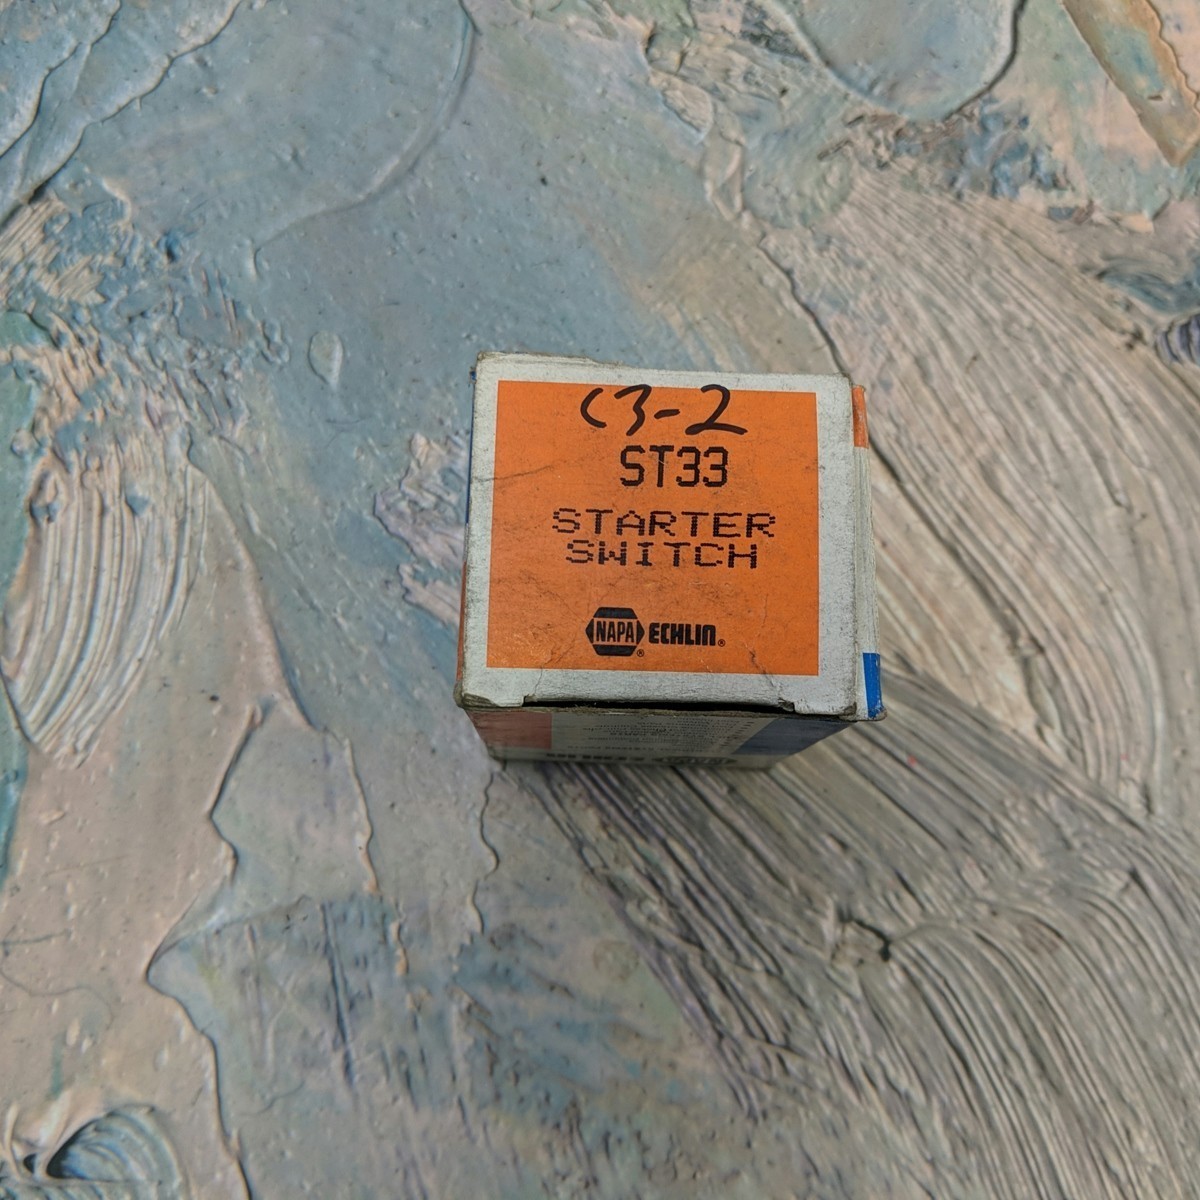 C3-2
ST33
STARTER
SWITCH
NAPA® ECHLIN®